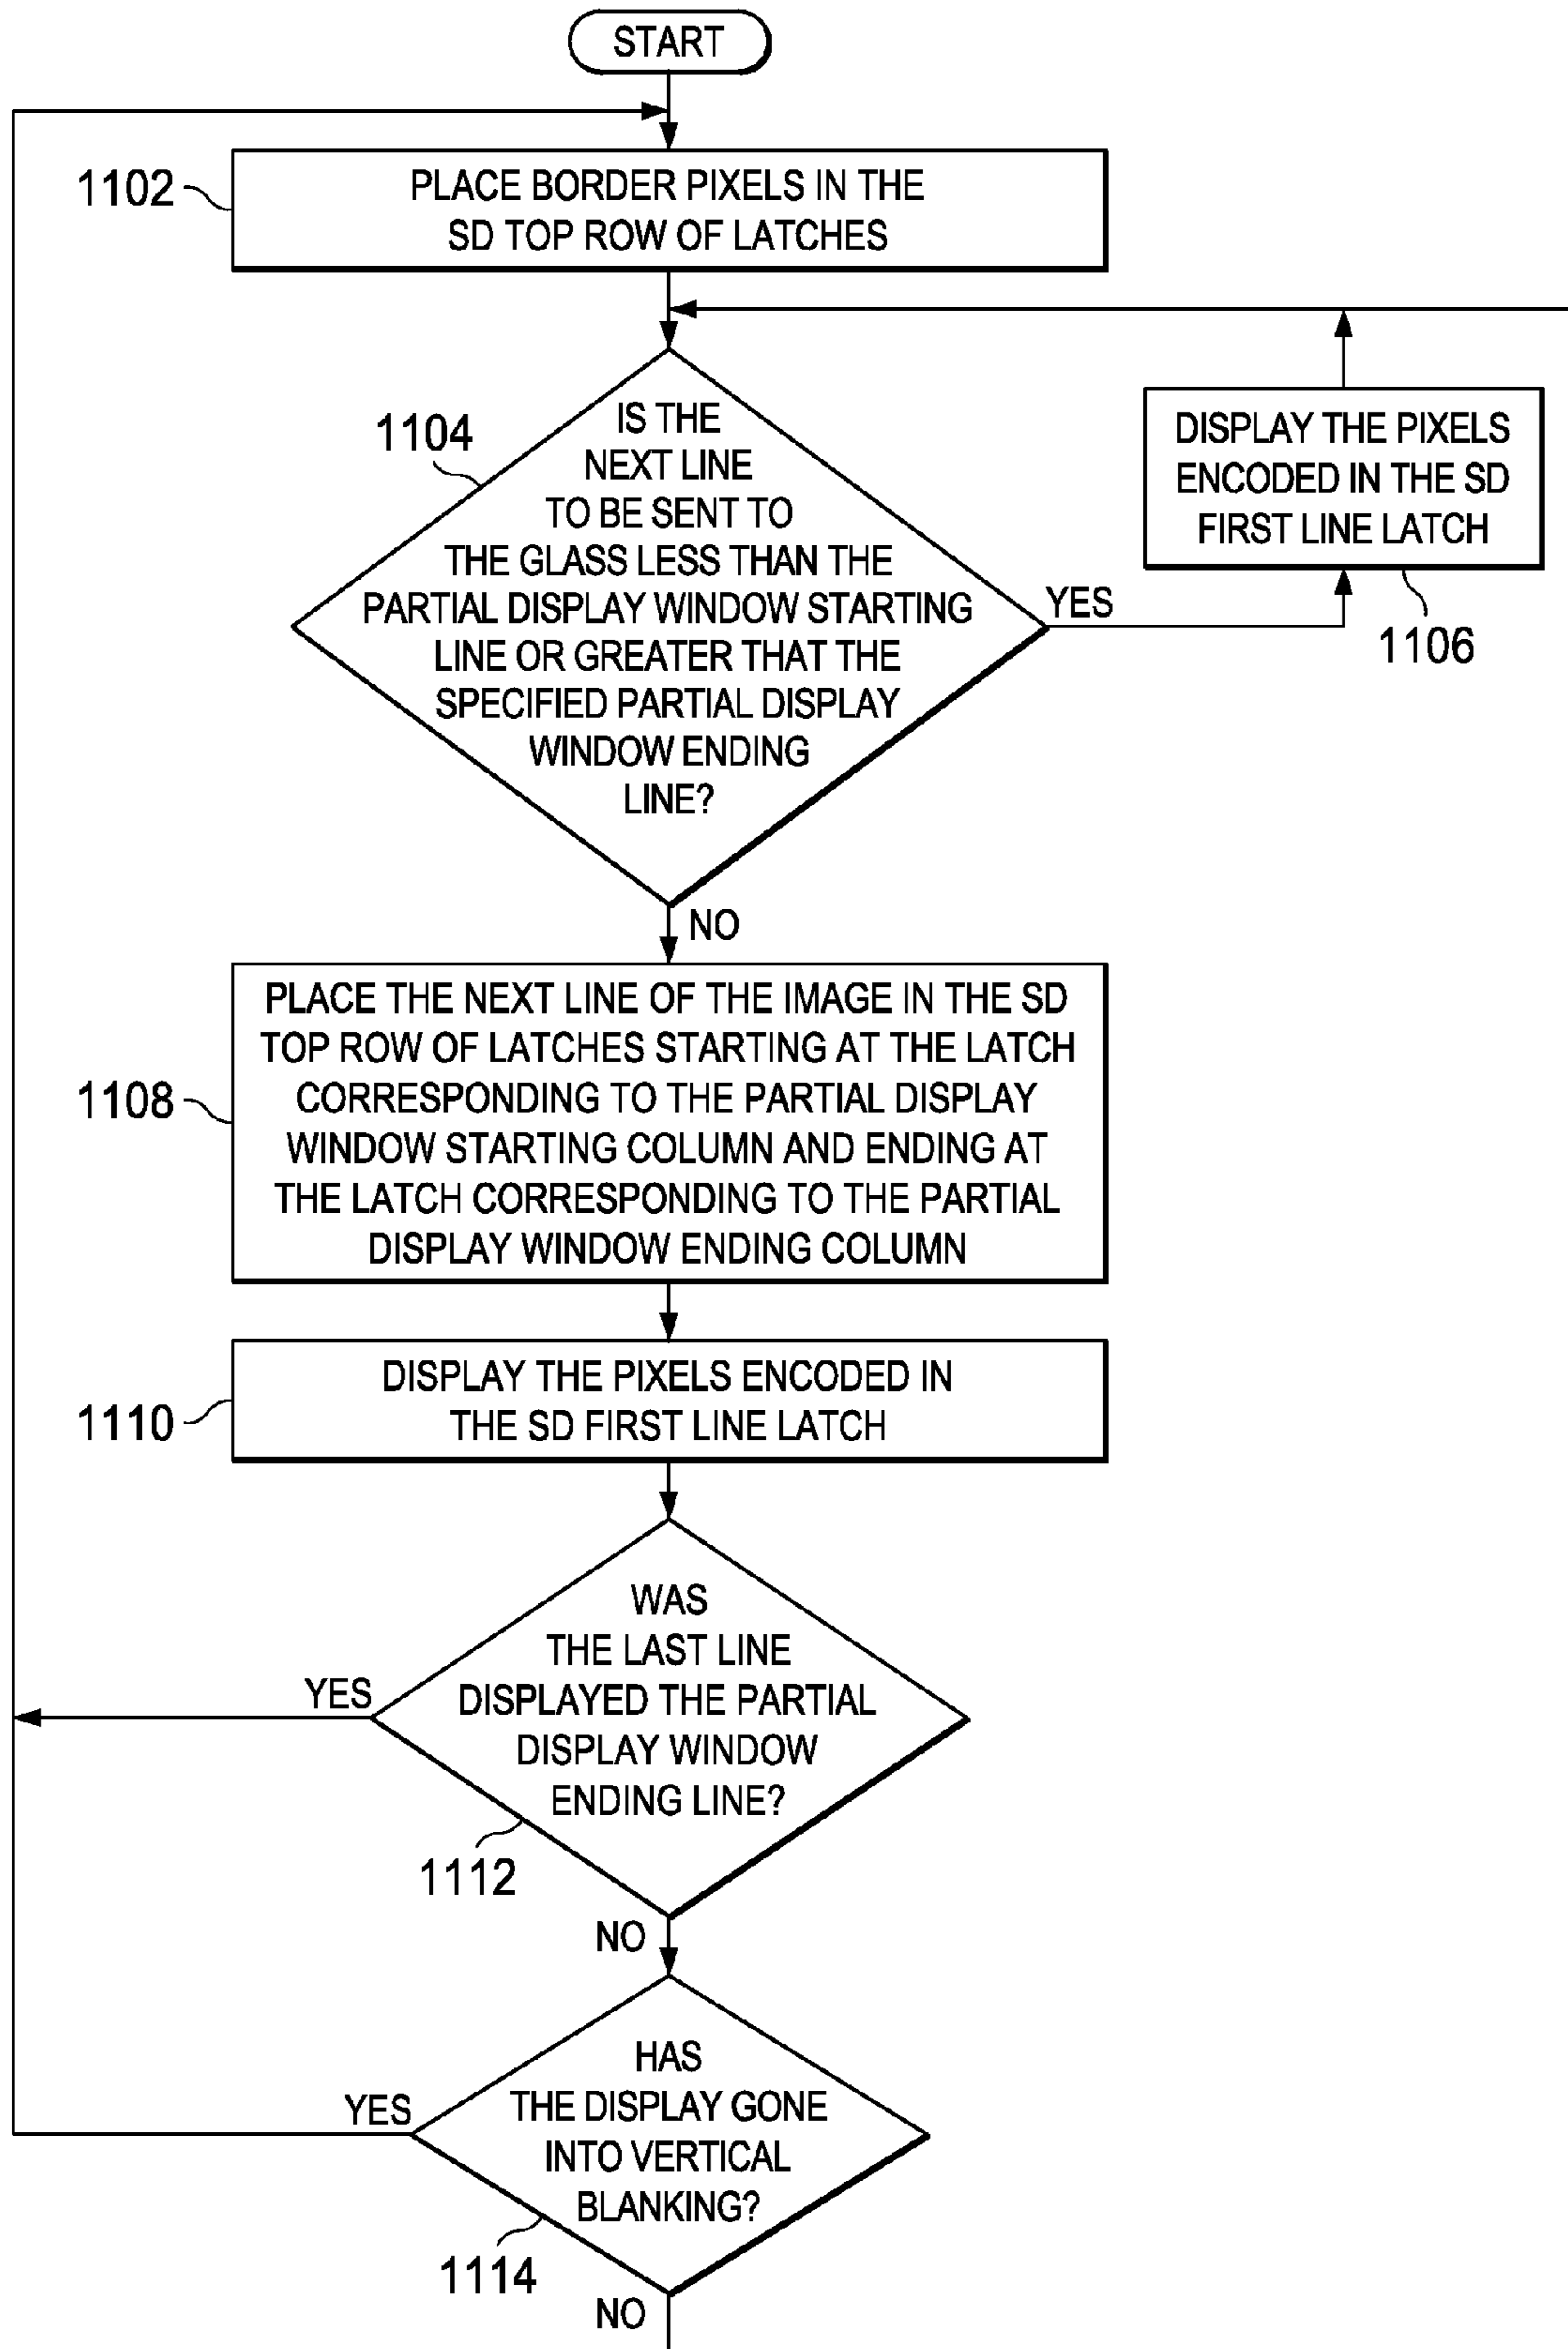 START
1102
PLACE BORDER PIXELS IN THE
SD TOP ROW OF LATCHES
1104
IS THE
NEXT LINE
TO BE SENT TO
THE GLASS LESS THAN THE
PARTIAL DISPLAY WINDOW STARTING
LINE OR GREATER THAT THE
SPECIFIED PARTIAL DISPLAY
WINDOW ENDING
LINE?
YES
DISPLAY THE PIXELS
ENCODED IN THE SD
FIRST LINE LATCH
1106
NO
1108
PLACE THE NEXT LINE OF THE IMAGE IN THE SD
TOP ROW OF LATCHES STARTING AT THE LATCH
CORRESPONDING TO THE PARTIAL DISPLAY
WINDOW STARTING COLUMN AND ENDING AT
THE LATCH CORRESPONDING TO THE PARTIAL
DISPLAY WINDOW ENDING COLUMN
1110
DISPLAY THE PIXELS ENCODED IN
THE SD FIRST LINE LATCH
YES
WAS
THE LAST LINE
DISPLAYED THE PARTIAL
DISPLAY WINDOW
ENDING LINE?
1112
NO
YES
HAS
THE DISPLAY GONE
INTO VERTICAL
BLANKING?
1114
NO